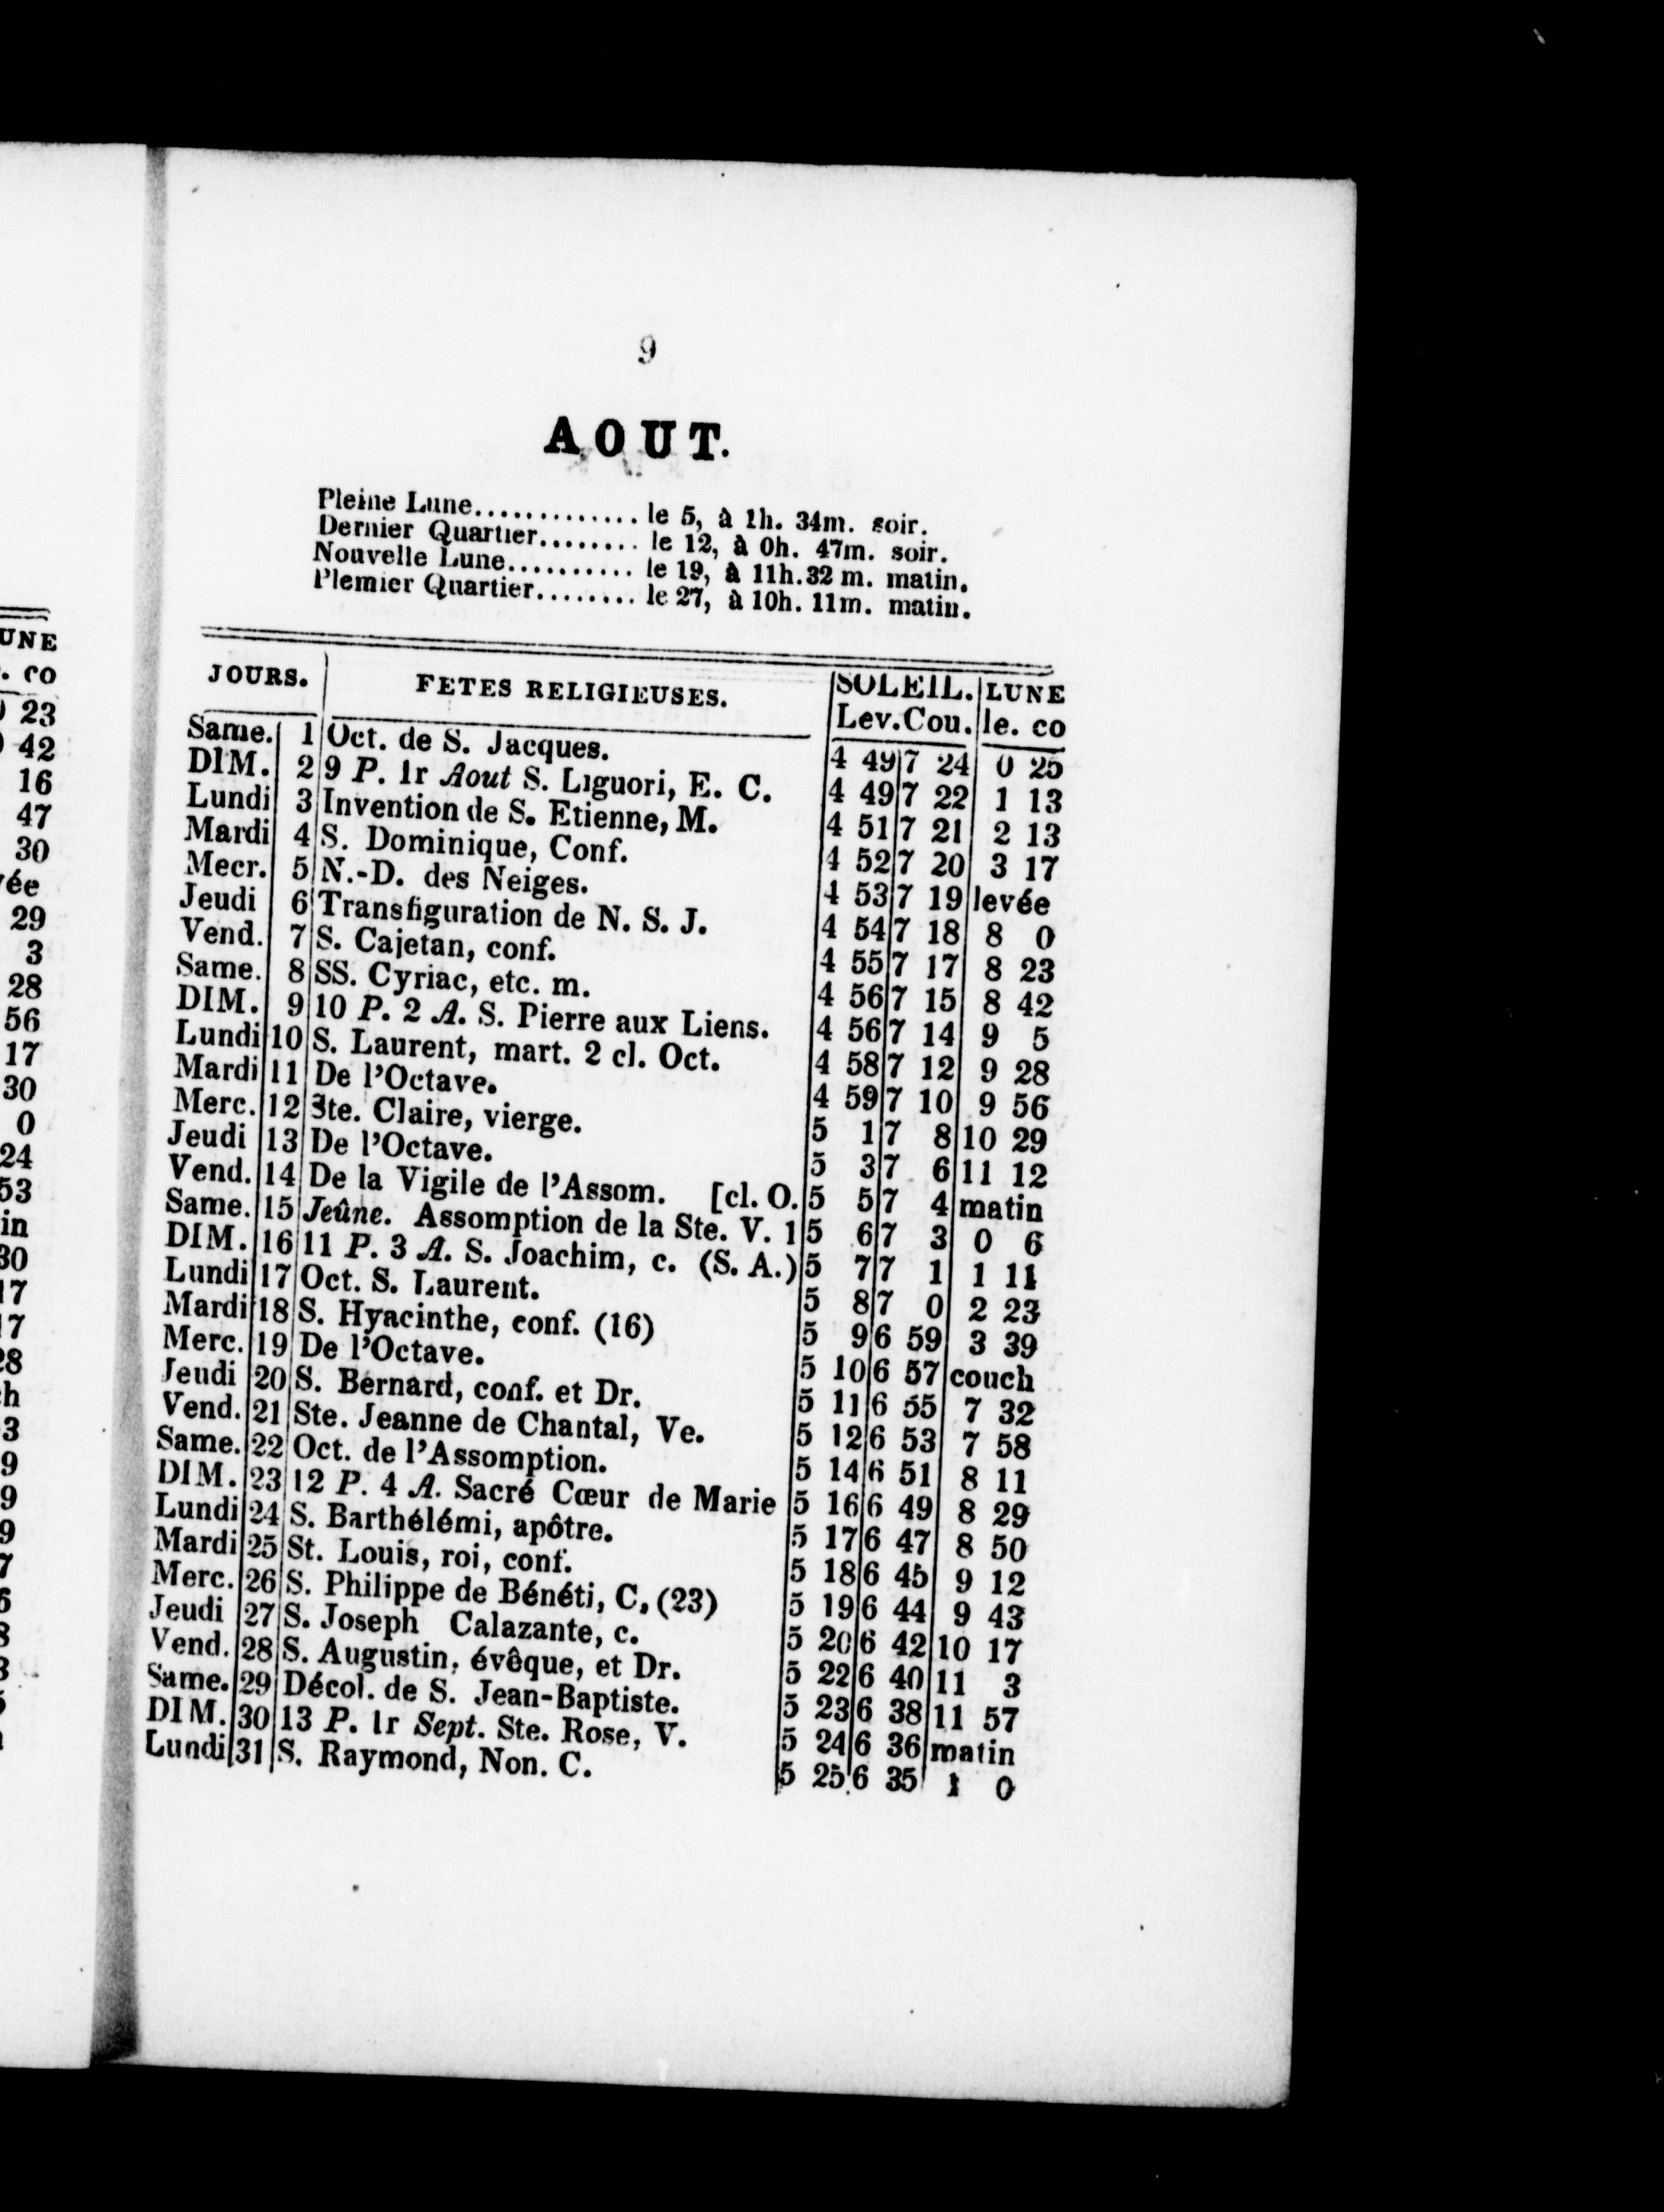 9
AOUT.
Pleine Lune............. le 5, à 1h. 34m. soir.
Dernier Quartier........ le 12, à 0h. 47m. soir.
Nouvelle Lune.......... le 19, à 11h.32 m. matin.
Plemier Quartier........ le 27, à 10h. 11m. matin.
JOURS. FETES RELIGIEUSES. SOLEIL. LUNE
Lev. Cou. le. co
Same. 1 Oct. de S. Jacques. 4 49 7 24 0 25
DIM. 2 9 P. 1r Aout S. Liguori, E. C. 4 49 7 22 1 13
Lundi 3 Invention de S. Etienne, M. 4 51 7 21 2 13
Mardi 4 S. Dominique, Conf. 4 52 7 20 3 17
Mecr. 5 N.-D. des Neiges. 4 53 7 19 levée
Jeudi 6 Transfiguration de N. S. J. 4 54 7 18 8 0
Vend. 7 S. Cajetan, conf. 4 55 7 17 8 23
Same. 8 SS. Cyriac, etc. m. 4 56 7 15 8 42
DIM. 9 10 P. 2 A. S. Pierre aux Liens. 4 56 7 14 9 5
Lundi 10 S. Laurent, mart. 2 cl. Oct. 4 58 7 12 9 28
Mardi 11 De l'Octave. 4 59 7 10 9 56
Merc. 12 Ste. Claire, vierge. 5 1 7 8 10 29
Jeudi 13 De l'Octave. 5 3 7 6 11 12
Vend. 14 De la Vigile de l'Assom. [cl. O. 5 5 7 4 matin
Same. 15 Jeûne. Assomption de la Ste. V. 1 5 6 7 3 0 6
DIM. 16 11 P. 3 A. S. Joachim, c. (S. A.) 5 7 7 1 1 11
Lundi 17 Oct. S. Laurent. 5 8 7 0 2 23
Mardi 18 S. Hyacinthe, conf. (16) 5 9 6 59 3 39
Merc. 19 De l'Octave. 5 10 6 57 couch
Jeudi 20 S. Bernard, conf. et Dr. 5 11 6 55 7 32
Vend. 21 Ste. Jeanne de Chantal, Ve. 5 12 6 53 7 58
Same. 22 Oct. de l'Assomption. 5 14 6 51 8 11
DIM. 23 12 P. 4 A. Sacré Cœur de Marie 5 16 6 49 8 29
Lundi 24 S. Barthélémi, apôtre. 5 17 6 47 8 50
Mardi 25 St. Louis, roi, conf. 5 18 6 45 9 12
Merc. 26 S. Philippe de Bénéti, C, (23) 5 19 6 44 9 43
Jeudi 27 S. Joseph Calazante, c. 5 20 6 42 10 17
Vend. 28 S. Augustin, évêque, et Dr. 5 22 6 40 11 3
Same. 29 Décol. de S. Jean-Baptiste. 5 23 6 38 11 57
DIM. 30 13 P. 1r Sept. Ste. Rose, V. 5 24 6 36 matin
Lundi 31 S. Raymond, Non. C. 5 25 6 35 1 0